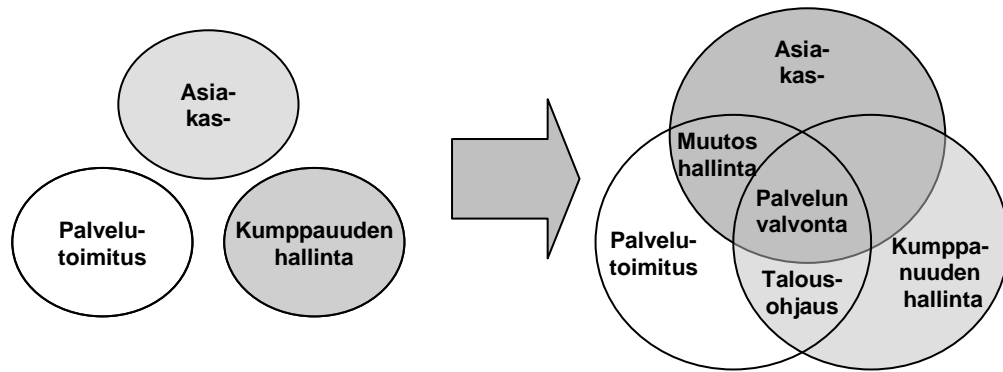 Asia-
kas-
Palvelu-
toimitus
Kumppauuden
hallinta
Asia-
kas-
Muutos
hallinta
Palvelun
valvonta
Palvelu-
toimitus
Talous-
ohjaus
Kumppa-
nuuden
hallinta